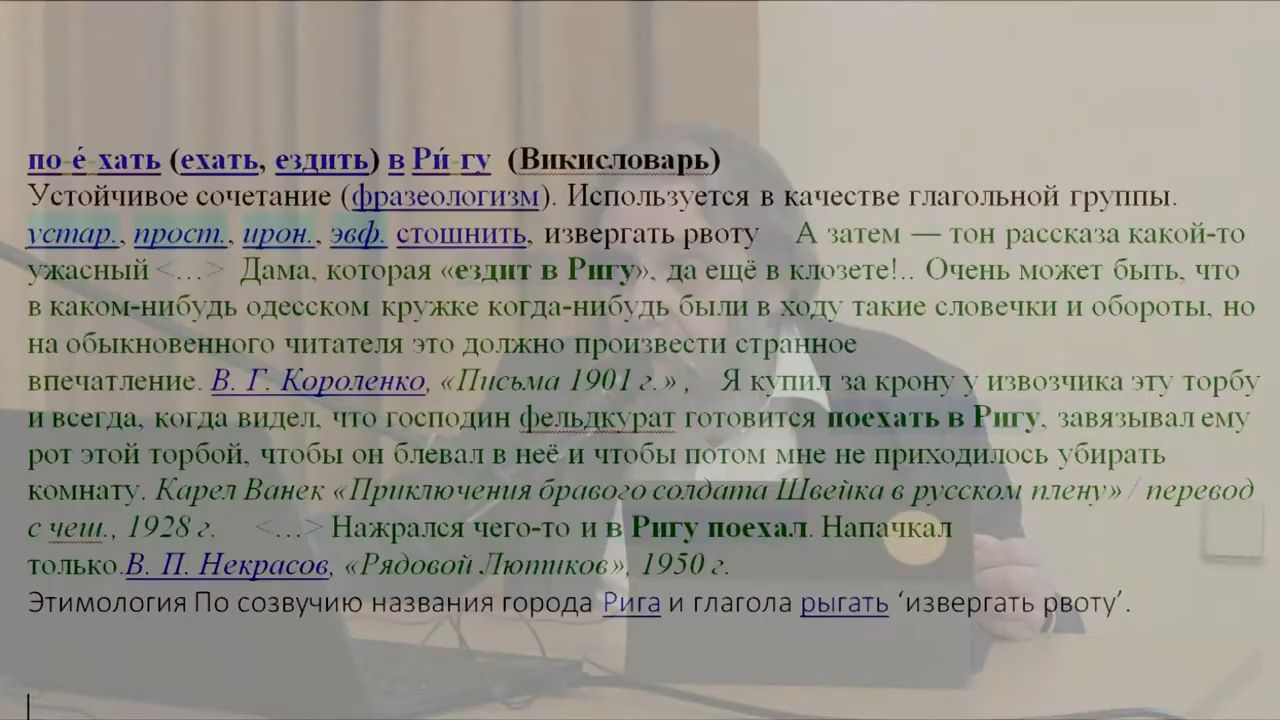 по-е́-хать (ехать, ездить) в Ри́-гу (Викисловарь)
Устойчивое сочетание (фразеологизм). Используется в качестве глагольной группы.
устар., прост., ирон., эвф. стошнить, извергать рвоту А затем — тон рассказа какой-то
ужасный <…> Дама, которая «ездит в Ригу», да ещё в клозете!.. Очень может быть, что
в каком-нибудь одесском кружке когда-нибудь были в ходу такие словечки и обороты, но
на обыкновенного читателя это должно произвести странное
впечатление. В. Г. Короленко, «Письма 1901 г.» , Я купил за крону у извозчика эту торбу
и всегда, когда видел, что господин фельдкурат готовится поехать в Ригу, завязывал ему
рот этой торбой, чтобы он блевал в неё и чтобы потом мне не приходилось убирать
комнату. Карел Ванек «Приключения бравого солдата Швейка в русском плену» / перевод
с чеш., 1928 г. <…> Нажрался чего-то и в Ригу поехал. Напачкал
только.В. П. Некрасов, «Рядовой Лютиков», 1950 г.
Этимология По созвучию названия города Рига и глагола рыгать ‘извергать рвоту’.